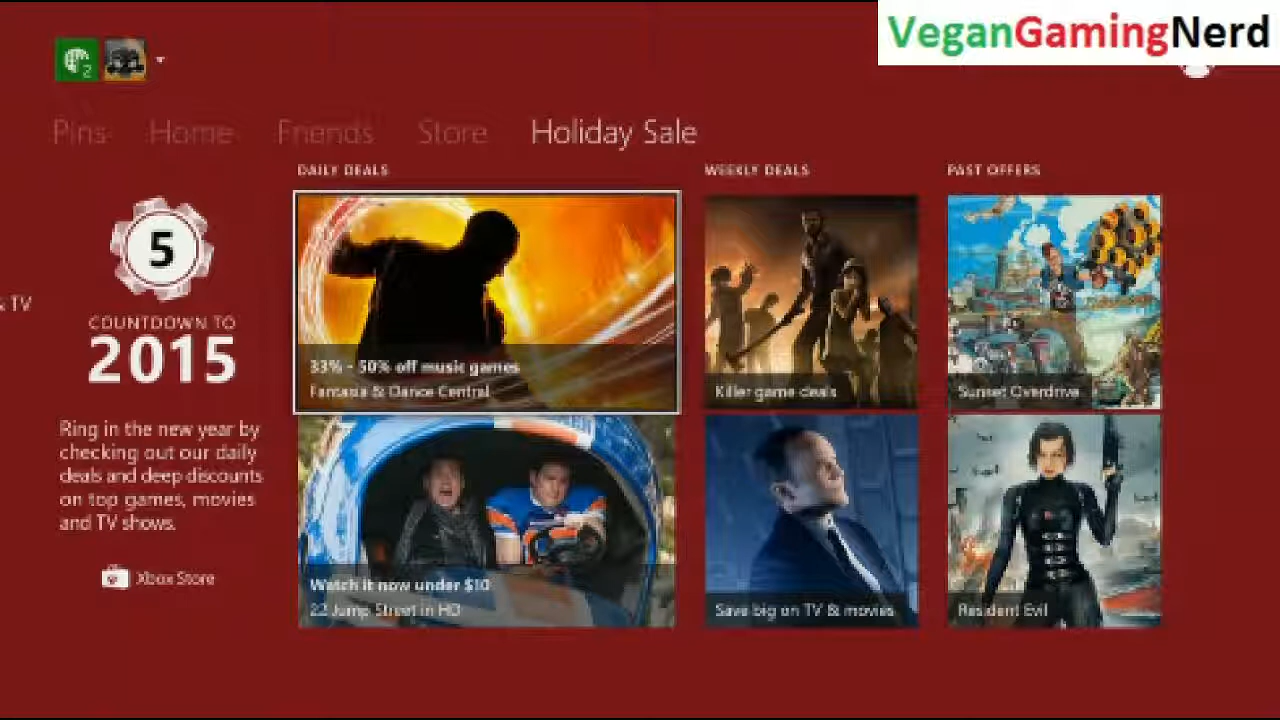 VeganGamingNerd
2
Pins Home Friends Store Holiday Sale
DAILY DEALS
WEEKLY DEALS
PAST OFFERS
5
& TV
COUNTDOWN TO
2015
Ring in the new year by
checking out our daily
deals and deep discounts
on top games, movies
and TV shows.
Xbox Store
33% - 50% off music games
Fantasia & Dance Central
Watch it now under $10
22 Jump Street in HD
Killer game deals
Save big on TV & movies
Sunset Overdrive
Resident Evil